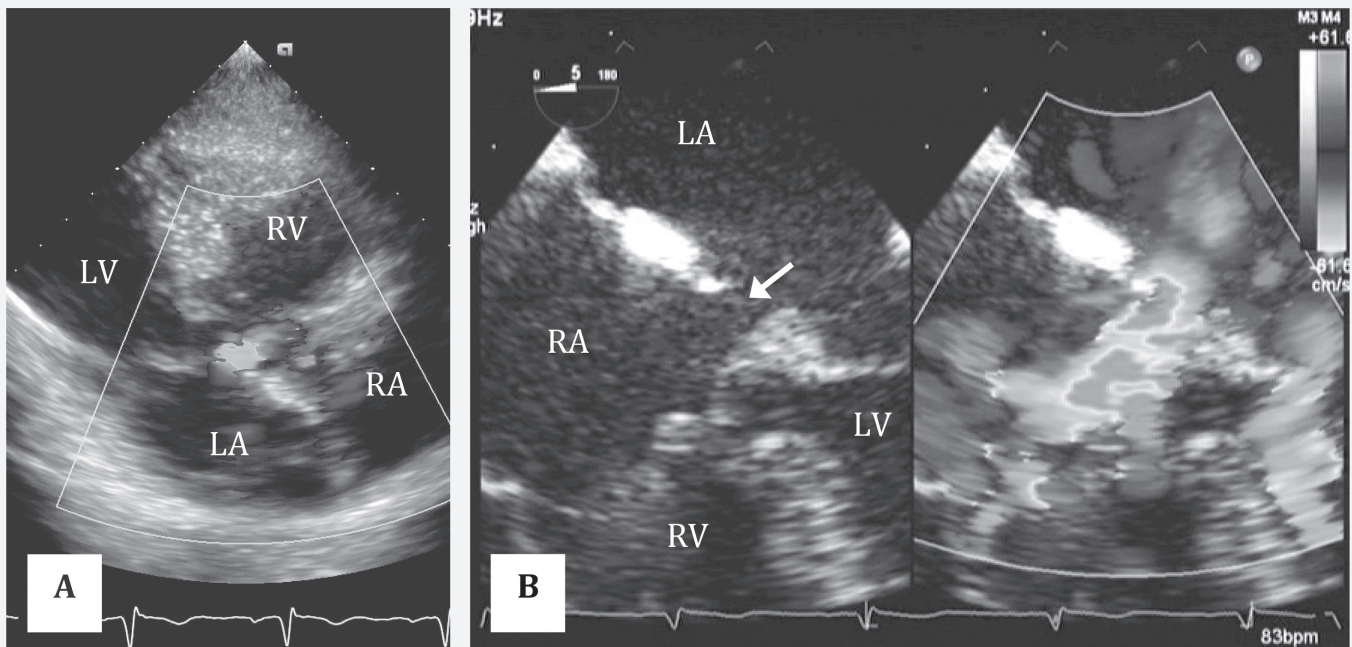 RV
LV
RA
LA
A
9Hz
M3 M4
+61.6
P
0 5 180
LA
-61.6
cm/s
RA
LV
RV
B
83bpm